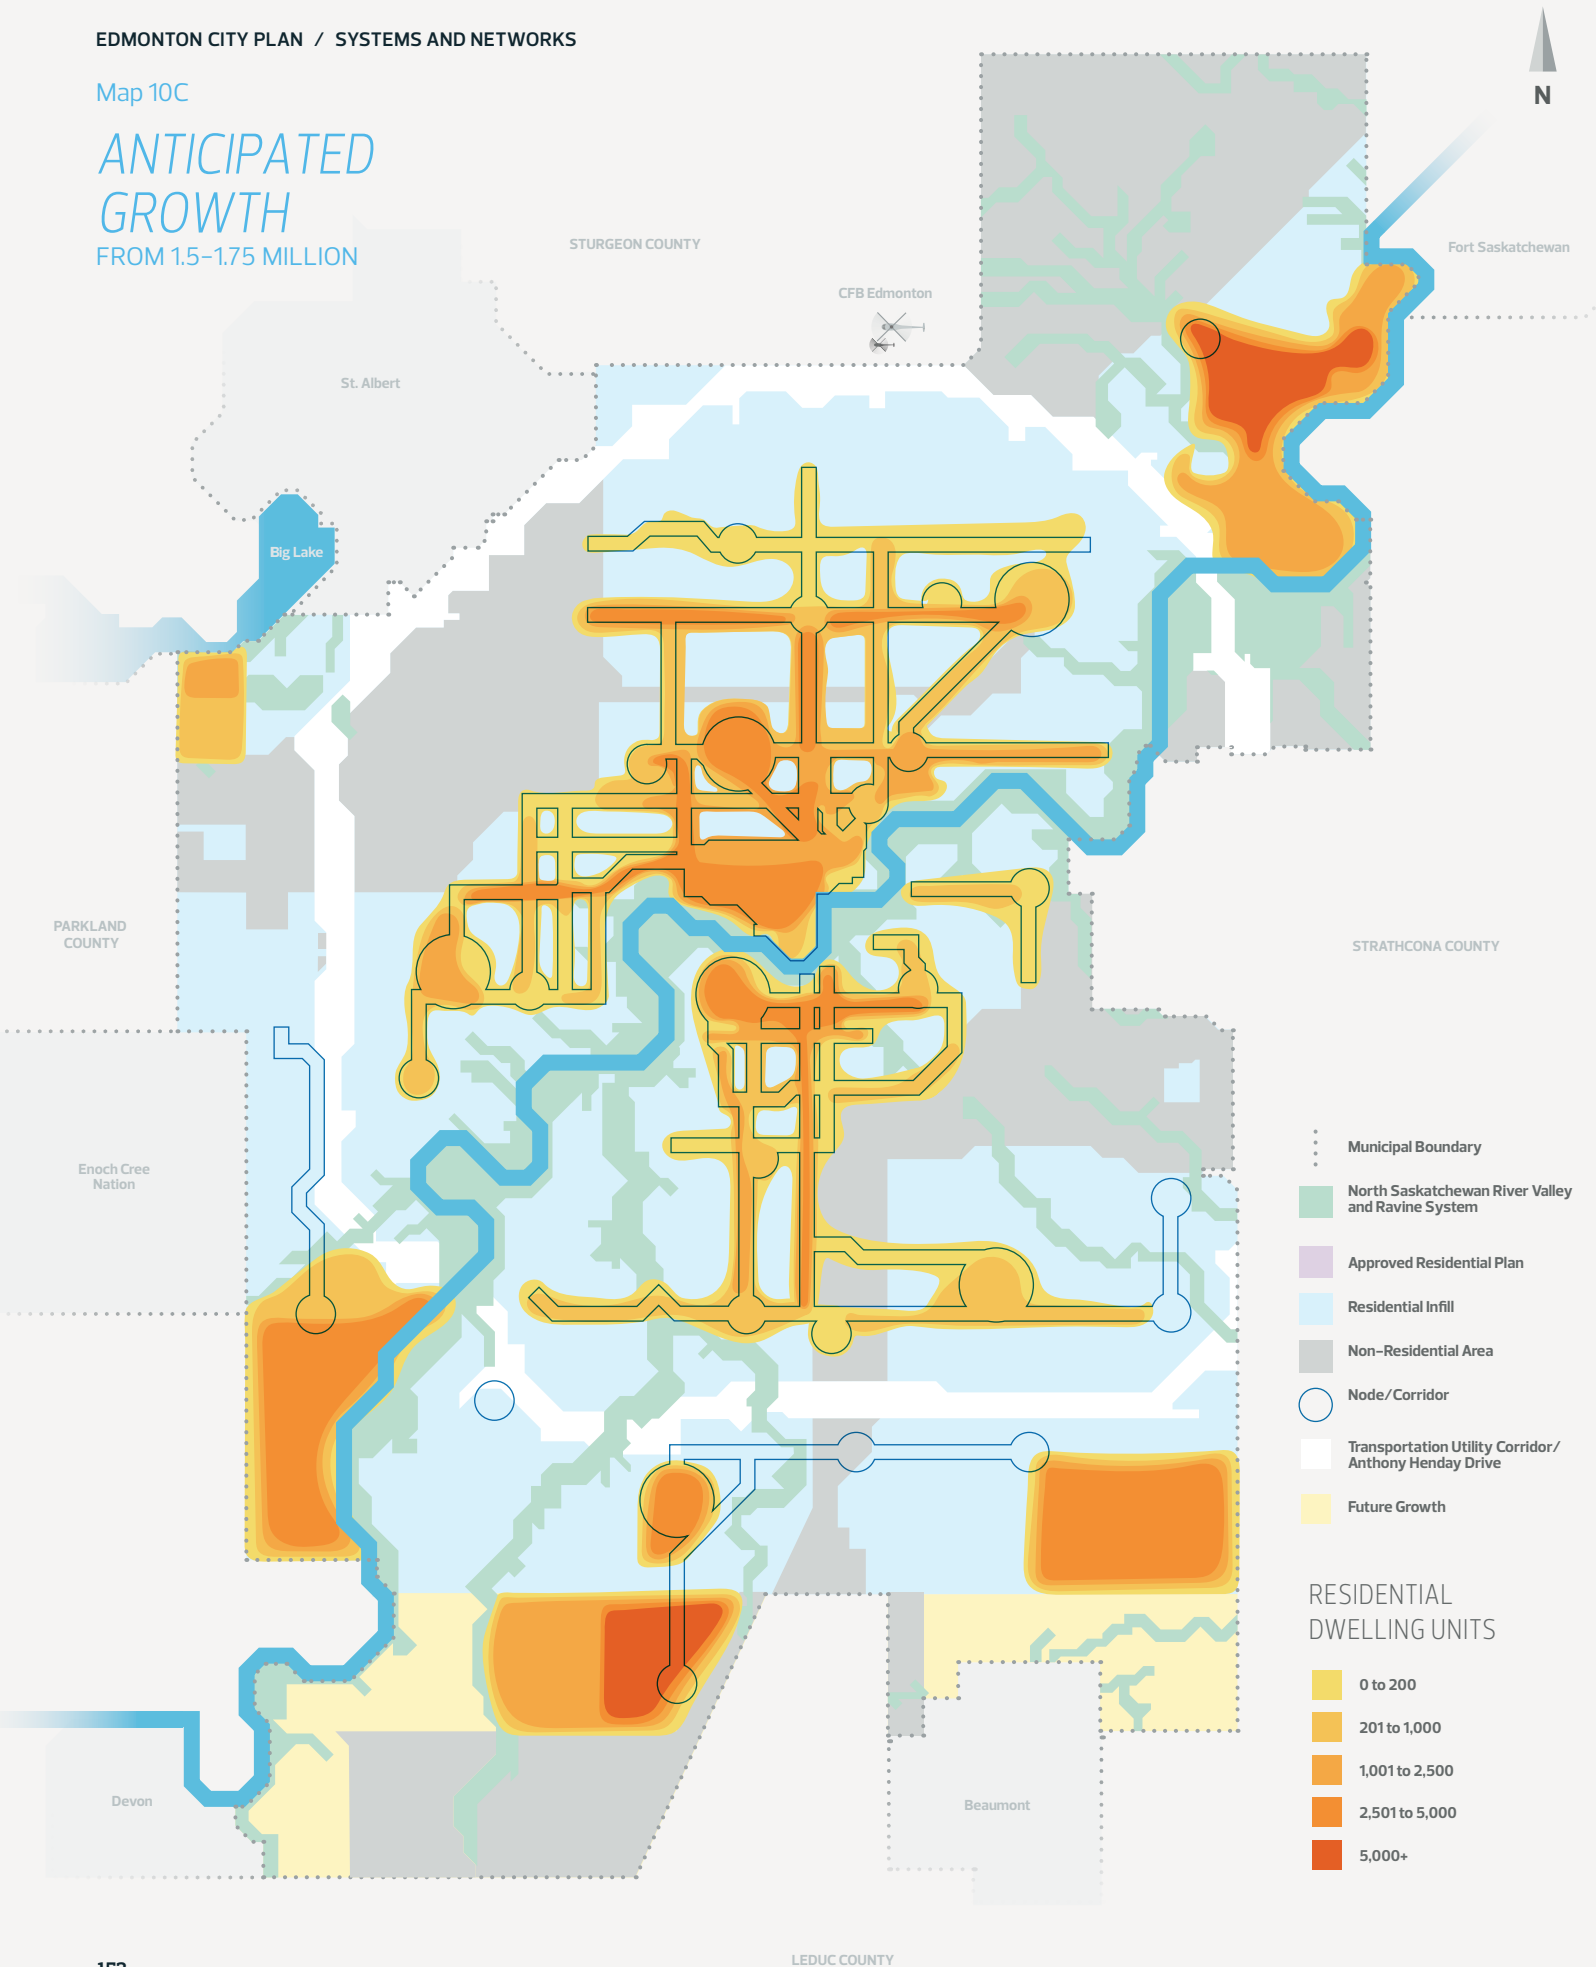 EDMONTON CITY PLAN / SYSTEMS AND NETWORKS
Map 10C
ANTICIPATED
GROWTH
FROM 1.5–1.75 MILLION
N
STURGEON COUNTY
Fort Saskatchewan
CFB Edmonton
St. Albert
Big Lake
PARKLAND
COUNTY
STRATHCONA COUNTY
Enoch Cree
Nation
Devon
Beaumont
LEDUC COUNTY
Municipal Boundary
North Saskatchewan River Valley
and Ravine System
Approved Residential Plan
Residential Infill
Non–Residential Area
Node/Corridor
Transportation Utility Corridor/
Anthony Henday Drive
Future Growth
RESIDENTIAL
DWELLING UNITS
0 to 200
201 to 1,000
1,001 to 2,500
2,501 to 5,000
5,000+